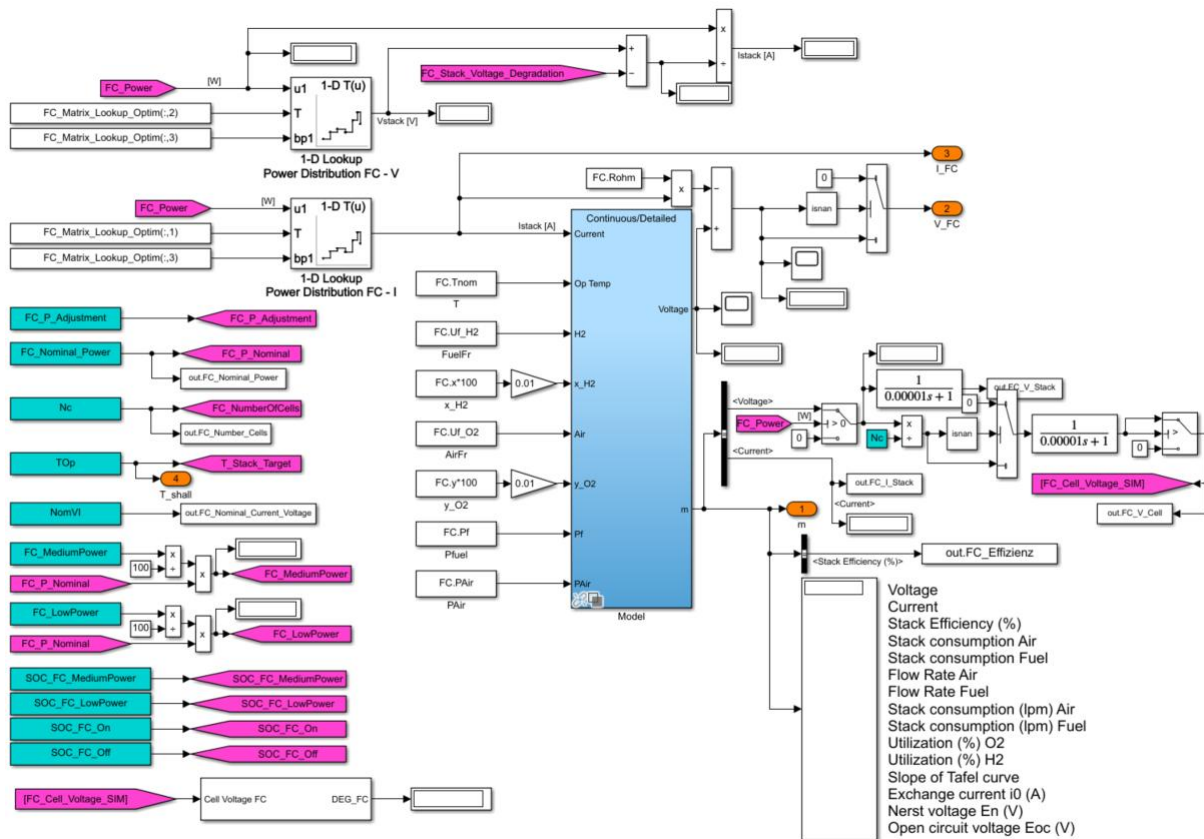 FC_Power
[W]
u1
1-D T(u)
FC_Matrix_Lookup_Optim(:,2)
T
FC_Matrix_Lookup_Optim(:,3)
bp1
1-D Lookup
Power Distribution FC - V
Vstack [V]
FC_Stack_Voltage_Degradation
+
−
x
÷
Istack [A]
FC_Power
[W]
u1
1-D T(u)
FC_Matrix_Lookup_Optim(:,1)
T
FC_Matrix_Lookup_Optim(:,3)
bp1
1-D Lookup
Power Distribution FC - I
Istack [A]
FC.Rohm
x
−
+
0
isnan
3
I_FC
2
V_FC
Continuous/Detailed
Current
Op Temp
H2
x_H2
Air
y_O2
Pf
PAir
Voltage
m
Model
FC.Tnom
T
FC.Uf_H2
FuelFr
FC.x*100
0.01
x_H2
FC.Uf_O2
AirFr
FC.y*100
0.01
y_O2
FC.Pf
Pfuel
FC.PAir
PAir
FC_P_Adjustment
FC_P_Adjustment
FC_Nominal_Power
FC_P_Nominal
out.FC_Nominal_Power
Nc
FC_NumberOfCells
out.FC_Number_Cells
TOp
T_Stack_Target
4
T_shall
NomVI
out.FC_Nominal_Current_Voltage
FC_MediumPower
100
x
÷
x
FC_P_Nominal
FC_MediumPower
FC_LowPower
100
x
÷
x
FC_P_Nominal
FC_LowPower
SOC_FC_MediumPower
SOC_FC_MediumPower
SOC_FC_LowPower
SOC_FC_LowPower
SOC_FC_On
SOC_FC_On
SOC_FC_Off
SOC_FC_Off
[FC_Cell_Voltage_SIM]
Cell Voltage FC
DEG_FC
<Voltage>
FC_Power
[W]
> 0
0
<Current>
1
0.00001s + 1
out.FC_V_Stack
0
Nc
x
÷
isnan
1
0.00001s + 1
0
[FC_Cell_Voltage_SIM]
out.FC_V_Cell
out.FC_I_Stack
<Current>
1
m
<Stack Efficiency (%)>
out.FC_Effizienz
Voltage
Current
Stack Efficiency (%)
Stack consumption Air
Stack consumption Fuel
Flow Rate Air
Flow Rate Fuel
Stack consumption (lpm) Air
Stack consumption (lpm) Fuel
Utilization (%) O2
Utilization (%) H2
Slope of Tafel curve
Exchange current i0 (A)
Nerst voltage En (V)
Open circuit voltage Eoc (V)